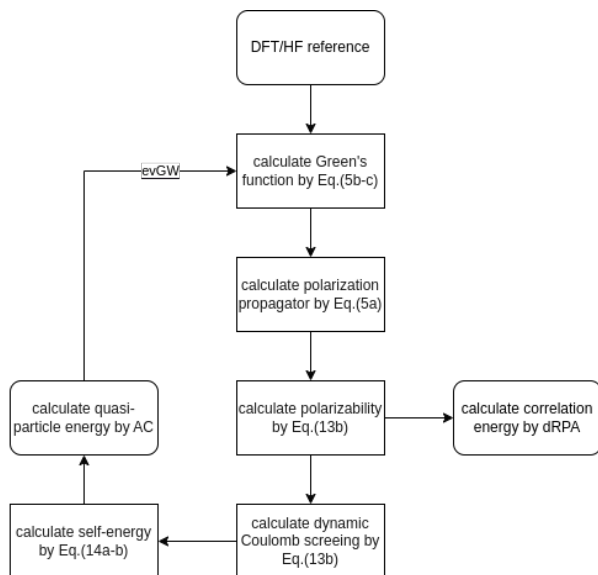 DFT/HF reference
evGW
calculate Green's
function by Eq.(5b-c)
calculate polarization
propagator by Eq.(5a)
calculate quasi-
particle energy by AC
calculate polarizability
by Eq.(13b)
calculate correlation
energy by dRPA
calculate self-energy
by Eq.(14a-b)
calculate dynamic
Coulomb screeing by
Eq.(13b)